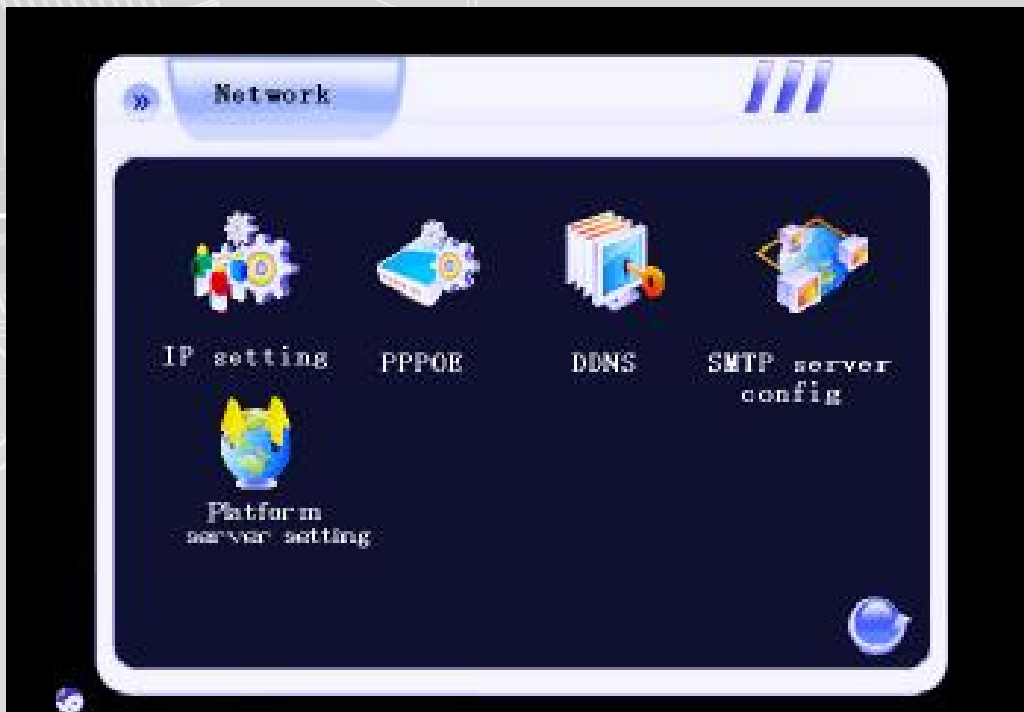 Network
IP setting
PPPOE
DDNS
SMTP server
config
Platform
server setting